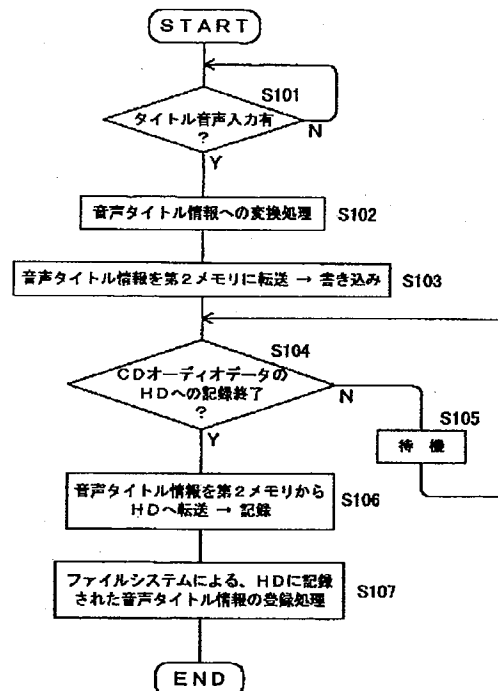 START
S101
タイトル音声入力有
?
N
Y
音声タイトル情報への変換処理
S102
音声タイトル情報を第2メモリに転送 → 書き込み
S103
S104
CDオーディオデータの
HDへの記録終了
?
N
Y
S105
待 機
音声タイトル情報を第2メモリから
HDへ転送 → 記録
S106
ファイルシステムによる、HDに記録
された音声タイトル情報の登録処理
S107
END